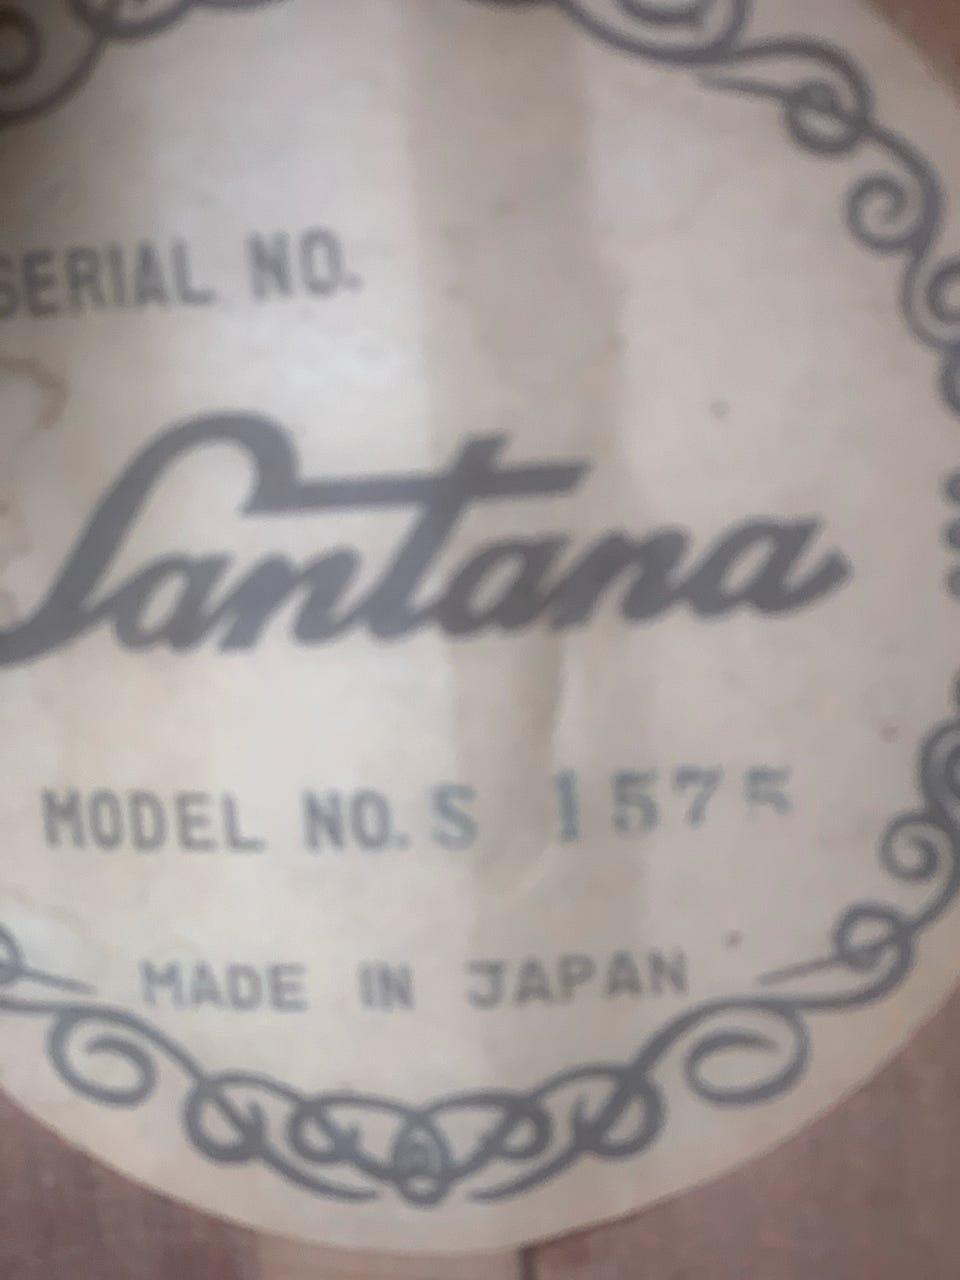 SERIAL NO.
Santana
MODEL NO. S 1575
MADE IN JAPAN